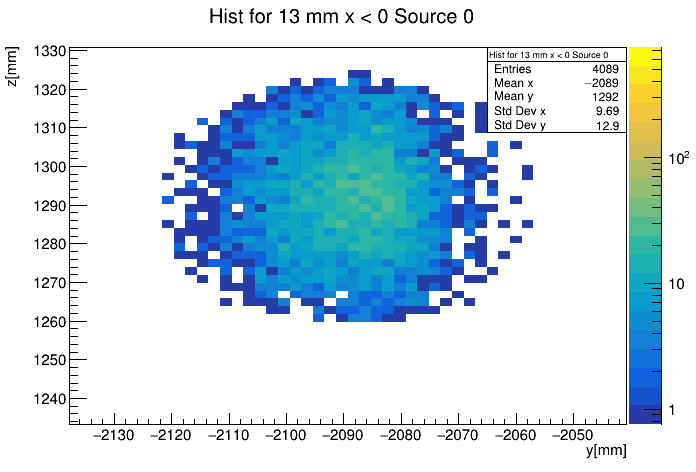 Hist for 13 mm x < 0 Source 0
z[mm]
1330
1320
1310
1300
1290
1280
1270
1260
1250
1240
Hist for 13 mm x < 0 Source 0
Entries 4089
Mean x −2089
Mean y 1292
Std Dev x 9.69
Std Dev y 12.9
10²
10
1
−2130 −2120 −2110 −2100 −2090 −2080 −2070 −2060 −2050
y[mm]